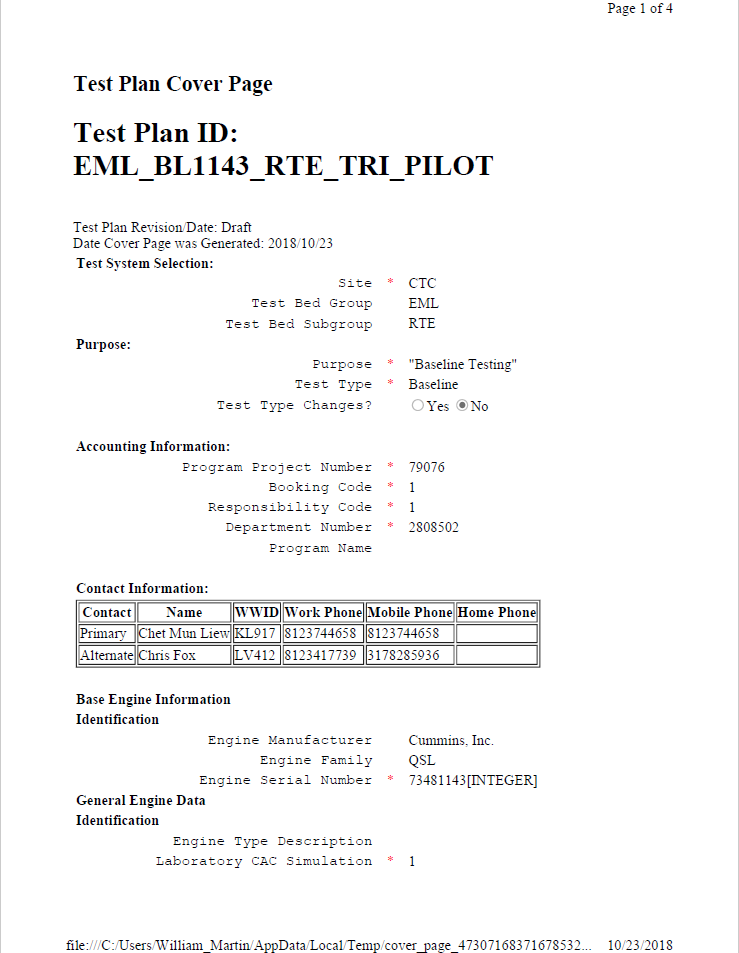 Page 1 of 4
Test Plan Cover Page
Test Plan ID:
EML_BL1143_RTE_TRI_PILOT
Test Plan Revision/Date: Draft
Date Cover Page was Generated: 2018/10/23
Test System Selection:
Site * CTC
Test Bed Group EML
Test Bed Subgroup RTE
Purpose:
Purpose * "Baseline Testing"
Test Type * Baseline
Test Type Changes? Yes No
Accounting Information:
Program Project Number * 79076
Booking Code * 1
Responsibility Code * 1
Department Number * 2808502
Program Name
Contact Information:
Contact Name WWID Work Phone Mobile Phone Home Phone
Primary Chet Mun Liew KL917 8123744658 8123744658
Alternate Chris Fox LV412 8123417739 3178285936
Base Engine Information
Identification
Engine Manufacturer Cummins, Inc.
Engine Family QSL
Engine Serial Number * 73481143[INTEGER]
General Engine Data
Identification
Engine Type Description
Laboratory CAC Simulation * 1
file:///C:/Users/William_Martin/AppData/Local/Temp/cover_page_47307168371678532... 10/23/2018